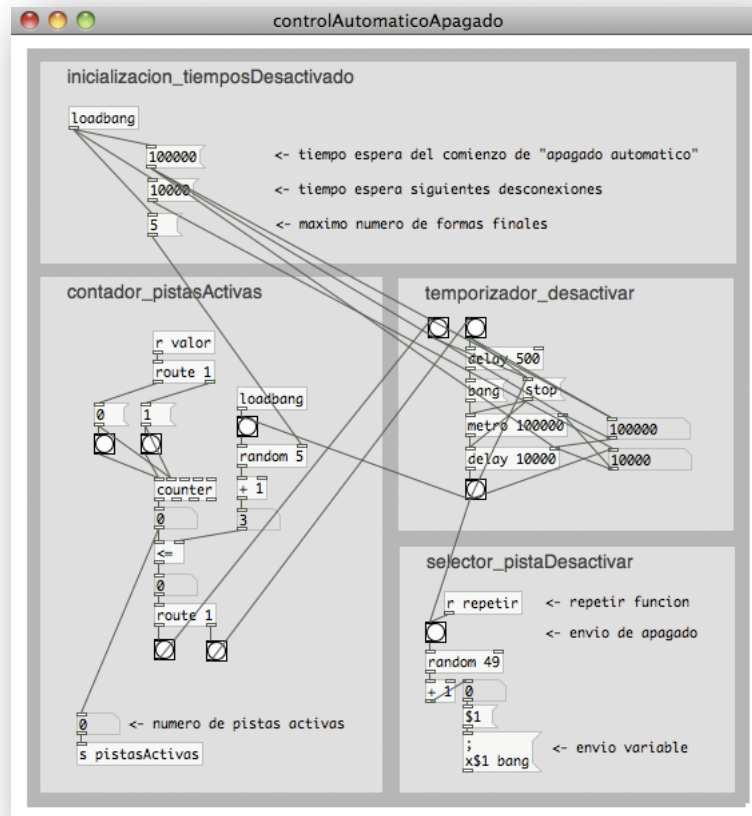 controlAutomaticoApagado
inicializacion_tiemposDesactivado
loadbang
100000
<- tiempo espera del comienzo de "apagado automatico"
10000
<- tiempo espera siguientes desconexiones
5
<- maximo numero de formas finales
contador_pistasActivas
r valor
route 1
0
1
loadbang
random 5
+ 1
3
counter
0
<=
0
route 1
0
<- numero de pistas activas
s pistasActivas
temporizador_desactivar
delay 500
bang
stop
metro 100000
100000
delay 10000
10000
selector_pistaDesactivar
r repetir
<- repetir funcion
<- envio de apagado
random 49
+ 1
0
$1
;
x$1 bang
<- envio variable